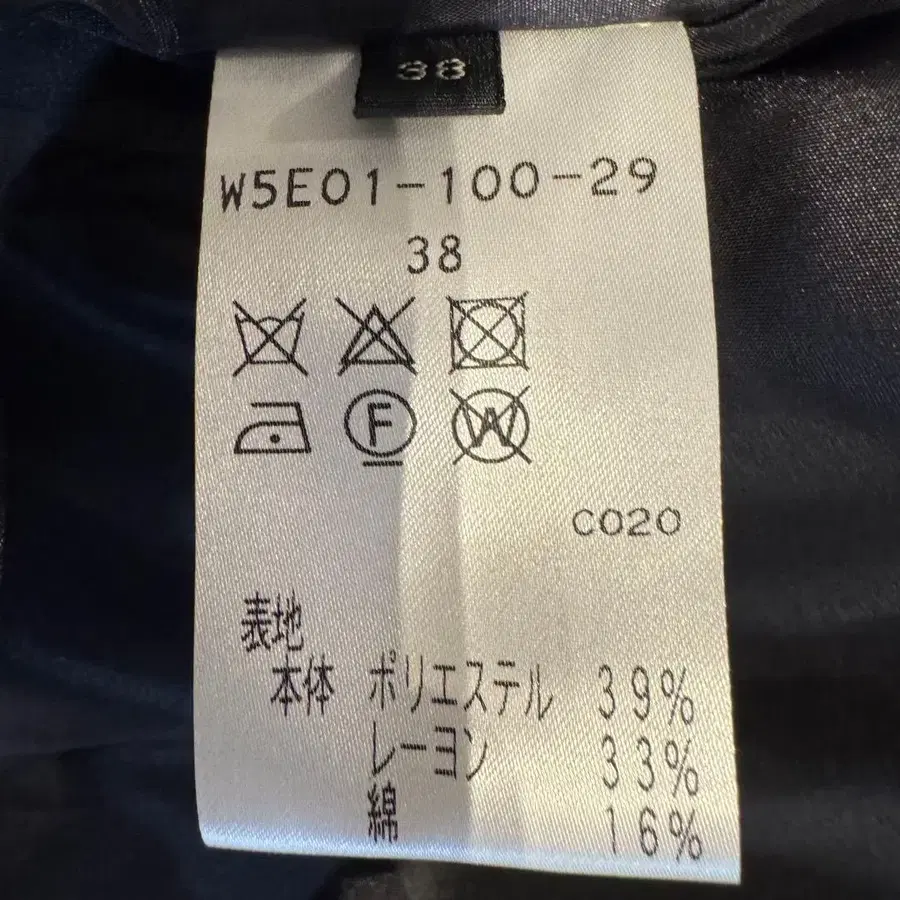 38
W5E01-100-29
38
F
W
C020
表地
本体 ポリエステル 39%
レーヨン 33%
綿 16%